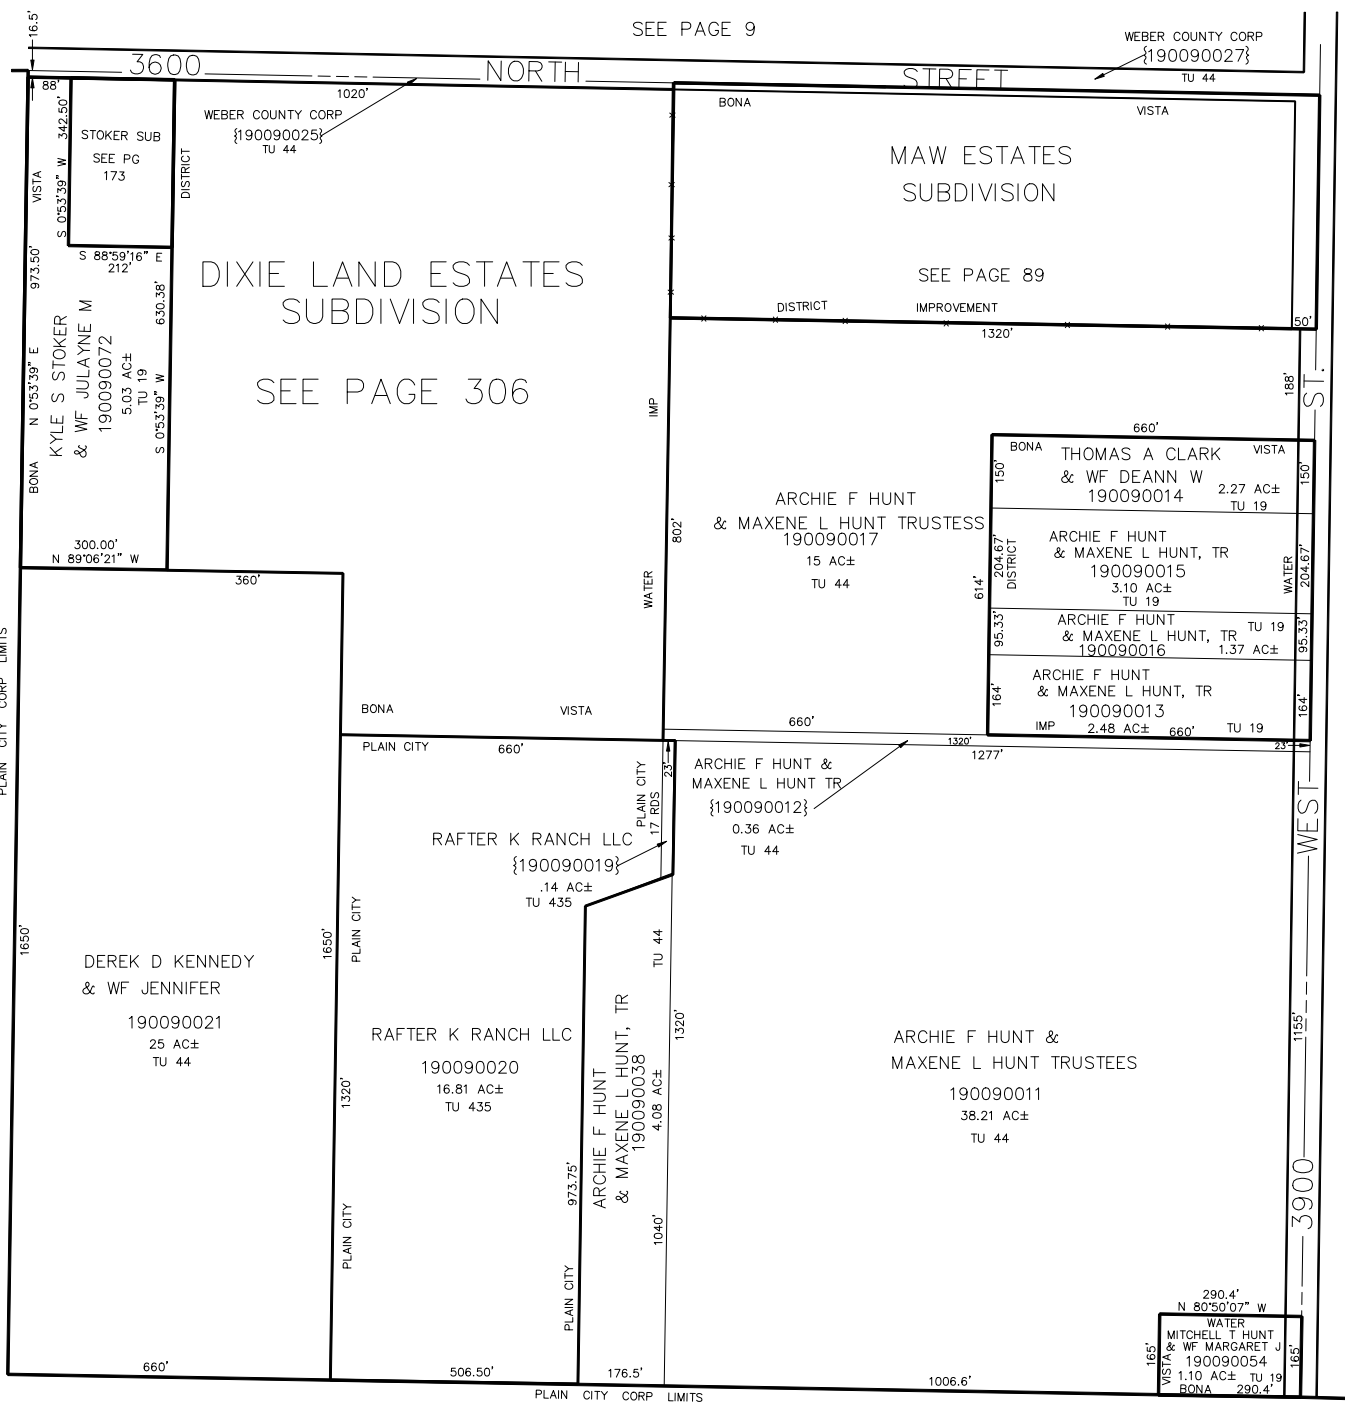 SEE PAGE 9
16.5'
WEBER COUNTY CORP
{190090027}
TU 44
3600 NORTH STREET
88'
1020'
WEBER COUNTY CORP
{190090025}
TU 44
STOKER SUB
SEE PG
173
S 0°53'39" W 342.50'
VISTA
DISTRICT
S 88°59'16" E
212'
973.50'
N 0°53'39" E
BONA
KYLE S STOKER
& WF JULAYNE M
190090072
5.03 AC±
TU 19
630.38'
S 0°53'39" W
300.00'
N 89°06'21" W
DIXIE LAND ESTATES
SUBDIVISION
SEE PAGE 306
BONA
VISTA
MAW ESTATES
SUBDIVISION
SEE PAGE 89
DISTRICT
IMPROVEMENT
1320'
50'
188'
ST.
IMP
802'
WATER
ARCHIE F HUNT
& MAXENE L HUNT TRUSTESS
190090017
15 AC±
TU 44
614'
660'
BONA
VISTA
150'
THOMAS A CLARK
& WF DEANN W
190090014
2.27 AC±
TU 19
150'
204.67'
DISTRICT
ARCHIE F HUNT
& MAXENE L HUNT, TR
190090015
3.10 AC±
TU 19
WATER
204.67'
95.33'
ARCHIE F HUNT
& MAXENE L HUNT, TR
190090016
TU 19
1.37 AC±
95.33'
164'
ARCHIE F HUNT
& MAXENE L HUNT, TR
190090013
IMP
2.48 AC±
660'
TU 19
164'
360'
PLAIN CITY CORP LIMITS
BONA
VISTA
PLAIN CITY
660'
660'
1320'
1277'
23'
23'
PLAIN CITY
17 RDS
ARCHIE F HUNT &
MAXENE L HUNT TR
{190090012}
0.36 AC±
TU 44
RAFTER K RANCH LLC
{190090019}
.14 AC±
TU 435
1650'
1650'
PLAIN CITY
DEREK D KENNEDY
& WF JENNIFER
190090021
25 AC±
TU 44
RAFTER K RANCH LLC
190090020
16.81 AC±
TU 435
1320'
PLAIN CITY
973.75'
PLAIN CITY
ARCHIE F HUNT
& MAXENE L HUNT, TR
190090038
4.08 AC±
TU 44
1320'
1040'
ARCHIE F HUNT &
MAXENE L HUNT TRUSTEES
190090011
38.21 AC±
TU 44
WEST
1155'
3900
290.4'
N 80°50'07" W
WATER
MITCHELL T HUNT
& WF MARGARET J
190090054
1.10 AC±
TU 19
BONA
290.4'
165'
VISTA
165'
660'
506.50'
176.5'
1006.6'
PLAIN CITY CORP LIMITS